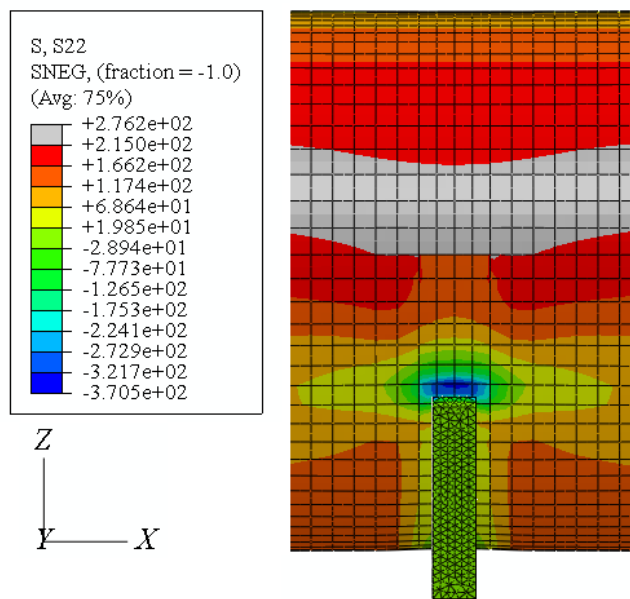 S, S22
SNEG, (fraction = -1.0)
(Avg: 75%)
+2.762e+02
+2.150e+02
+1.662e+02
+1.174e+02
+6.864e+01
+1.985e+01
-2.894e+01
-7.773e+01
-1.265e+02
-1.753e+02
-2.241e+02
-2.729e+02
-3.217e+02
-3.705e+02
Z
Y X